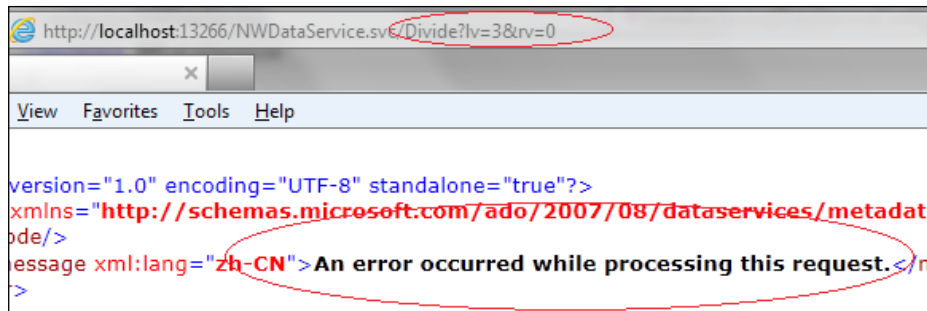 http://localhost:13266/NWDataService.svc/Divide?lv=3&rv=0
View Favorites Tools Help
version="1.0" encoding="UTF-8" standalone="true"?>
xmlns="http://schemas.microsoft.com/ado/2007/08/dataservices/metadat
ode/>
essage xml:lang="zh-CN">An error occurred while processing this request.</m
>